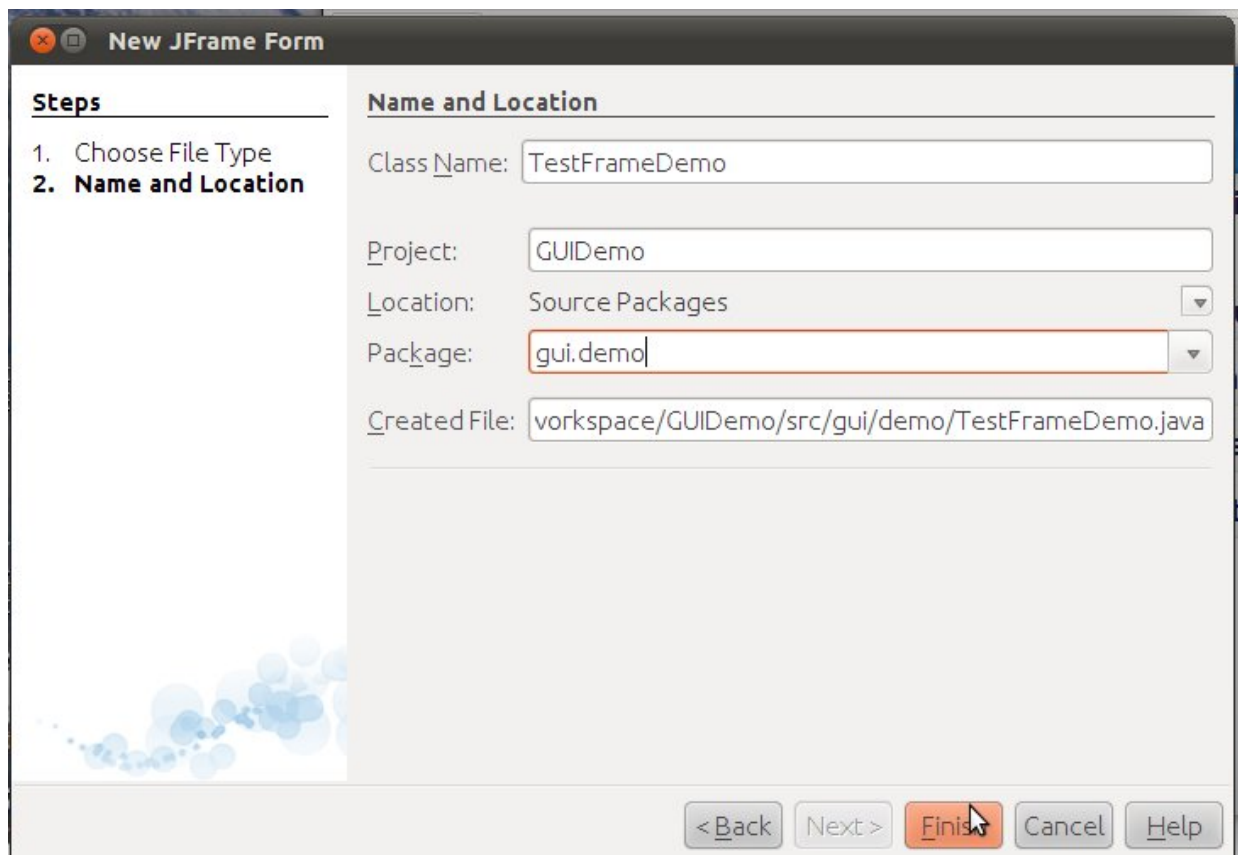 New JFrame Form
Steps
1. Choose File Type
2. Name and Location
Name and Location
Class Name: TestFrameDemo
Project: GUIDemo
Location: Source Packages
Package: gui.demo
Created File: vorkspace/GUIDemo/src/gui/demo/TestFrameDemo.java
< Back Next > Finish Cancel Help